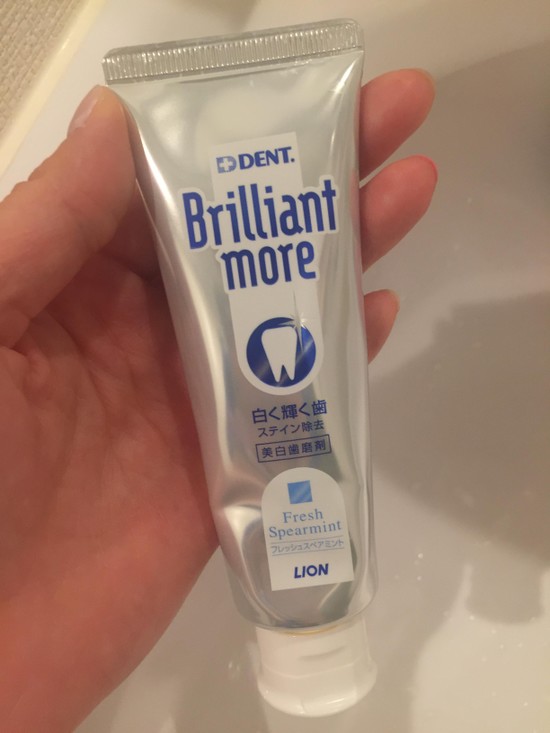 DENT.
Brilliant
more
白く輝く歯
ステイン除去
美白歯磨剤
Fresh
Spearmint
フレッシュスペアミント
LION